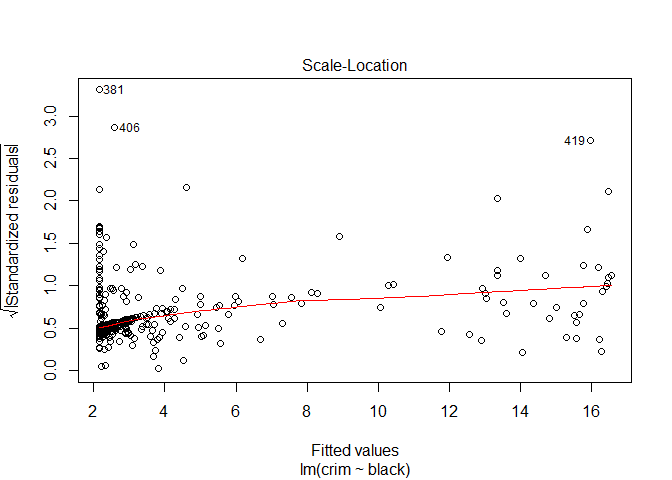 Scale-Location
√|Standardized residuals|
3.0
2.5
2.0
1.5
1.0
0.5
0.0
381
406
419
2 4 6 8 10 12 14 16
Fitted values
lm(crim ~ black)